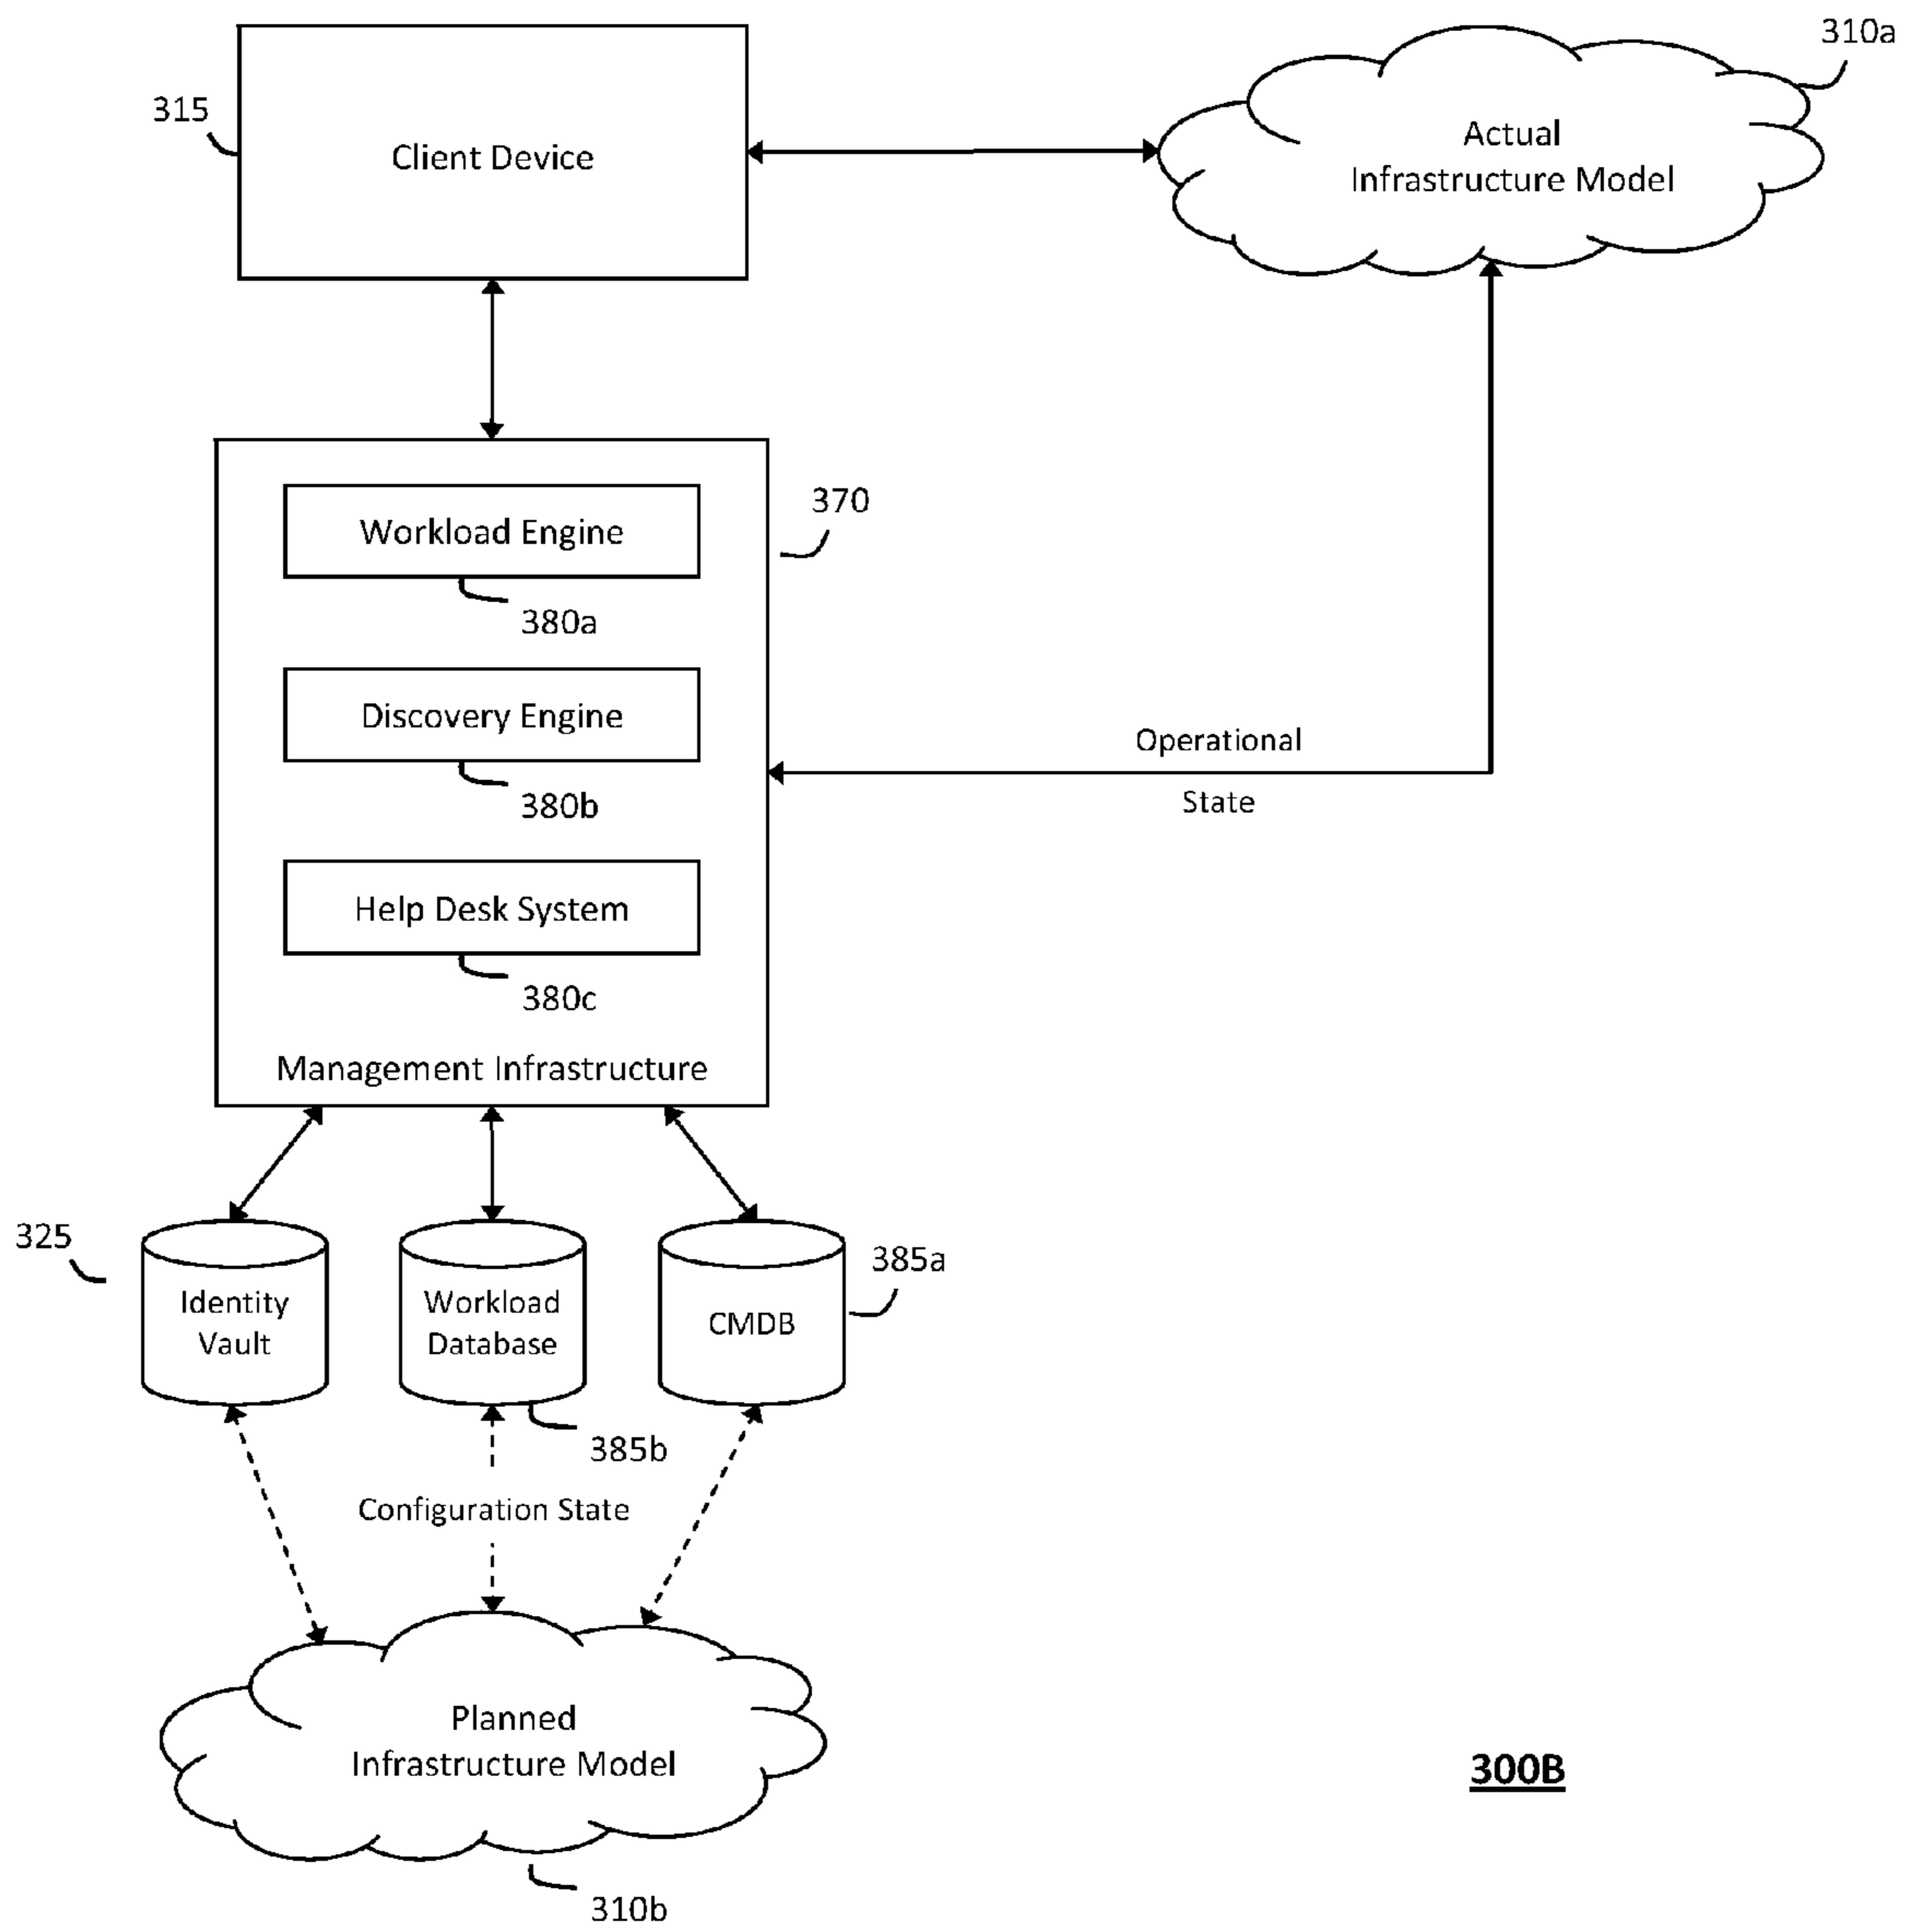 310a
315
Client Device
Actual
Infrastructure Model
370
Workload Engine
380a
Discovery Engine
380b
Operational
State
Help Desk System
380c
Management Infrastructure
325
Identity
Vault
Workload
Database
385a
CMDB
385b
Configuration State
Planned
Infrastructure Model
300B
310b